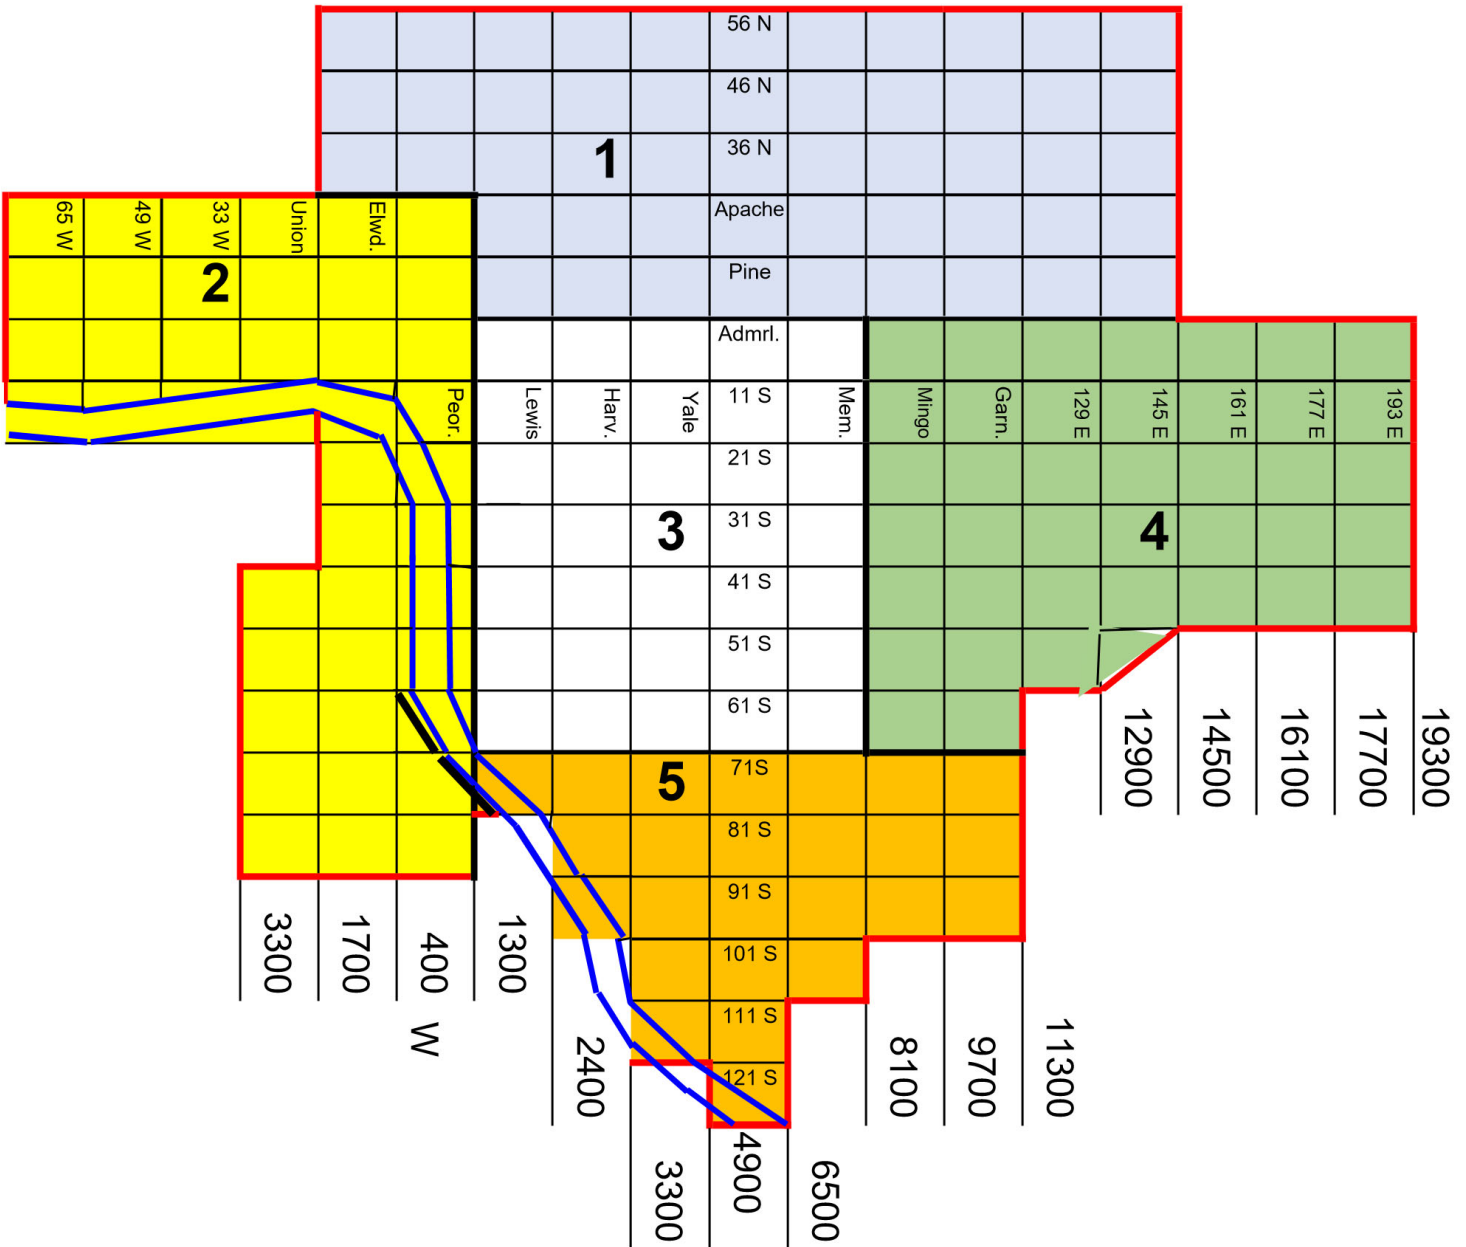 56 N
46 N
36 N
1
Apache
Pine
Admrl.
65 W
49 W
33 W
Union
Elwd.
2
Peor.
Lewis
Harv.
Yale
11 S
Mem.
Mingo
Garn.
129 E
145 E
161 E
177 E
193 E
21 S
31 S
3
4
41 S
51 S
61 S
71S
5
81 S
91 S
101 S
111 S
121 S
12900
14500
16100
17700
19300
3300
1700
400 W
1300
2400
3300
4900
6500
8100
9700
11300